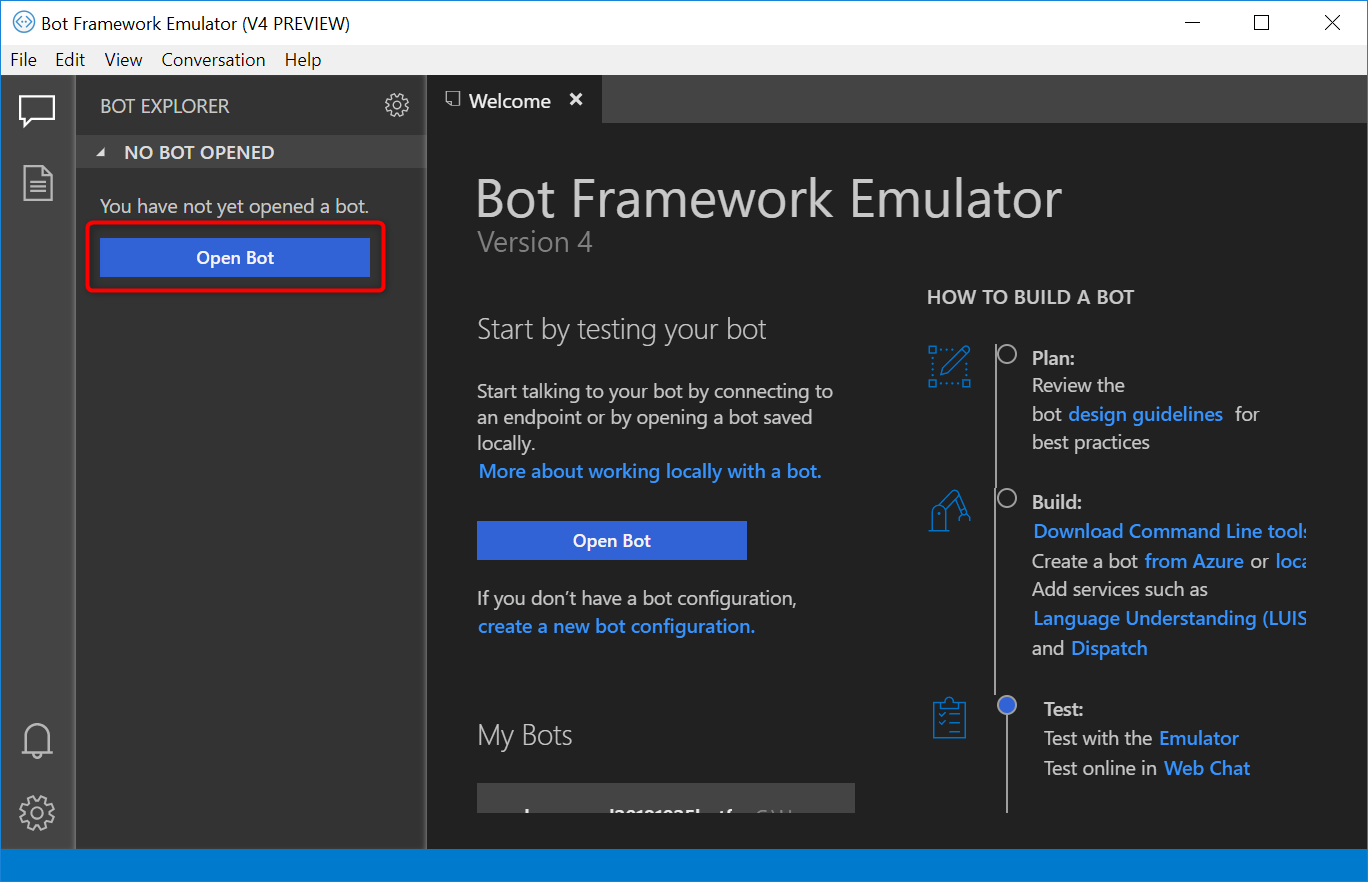 Bot Framework Emulator (V4 PREVIEW)
File Edit View Conversation Help
BOT EXPLORER
NO BOT OPENED
You have not yet opened a bot.
Open Bot
Welcome
Bot Framework Emulator
Version 4
Start by testing your bot
Start talking to your bot by connecting to
an endpoint or by opening a bot saved
locally.
More about working locally with a bot.
Open Bot
If you don’t have a bot configuration,
create a new bot configuration.
My Bots
HOW TO BUILD A BOT
Plan:
Review the
bot design guidelines for
best practices
Build:
Download Command Line tools
Create a bot from Azure or loca
Add services such as
Language Understanding (LUIS
and Dispatch
Test:
Test with the Emulator
Test online in Web Chat